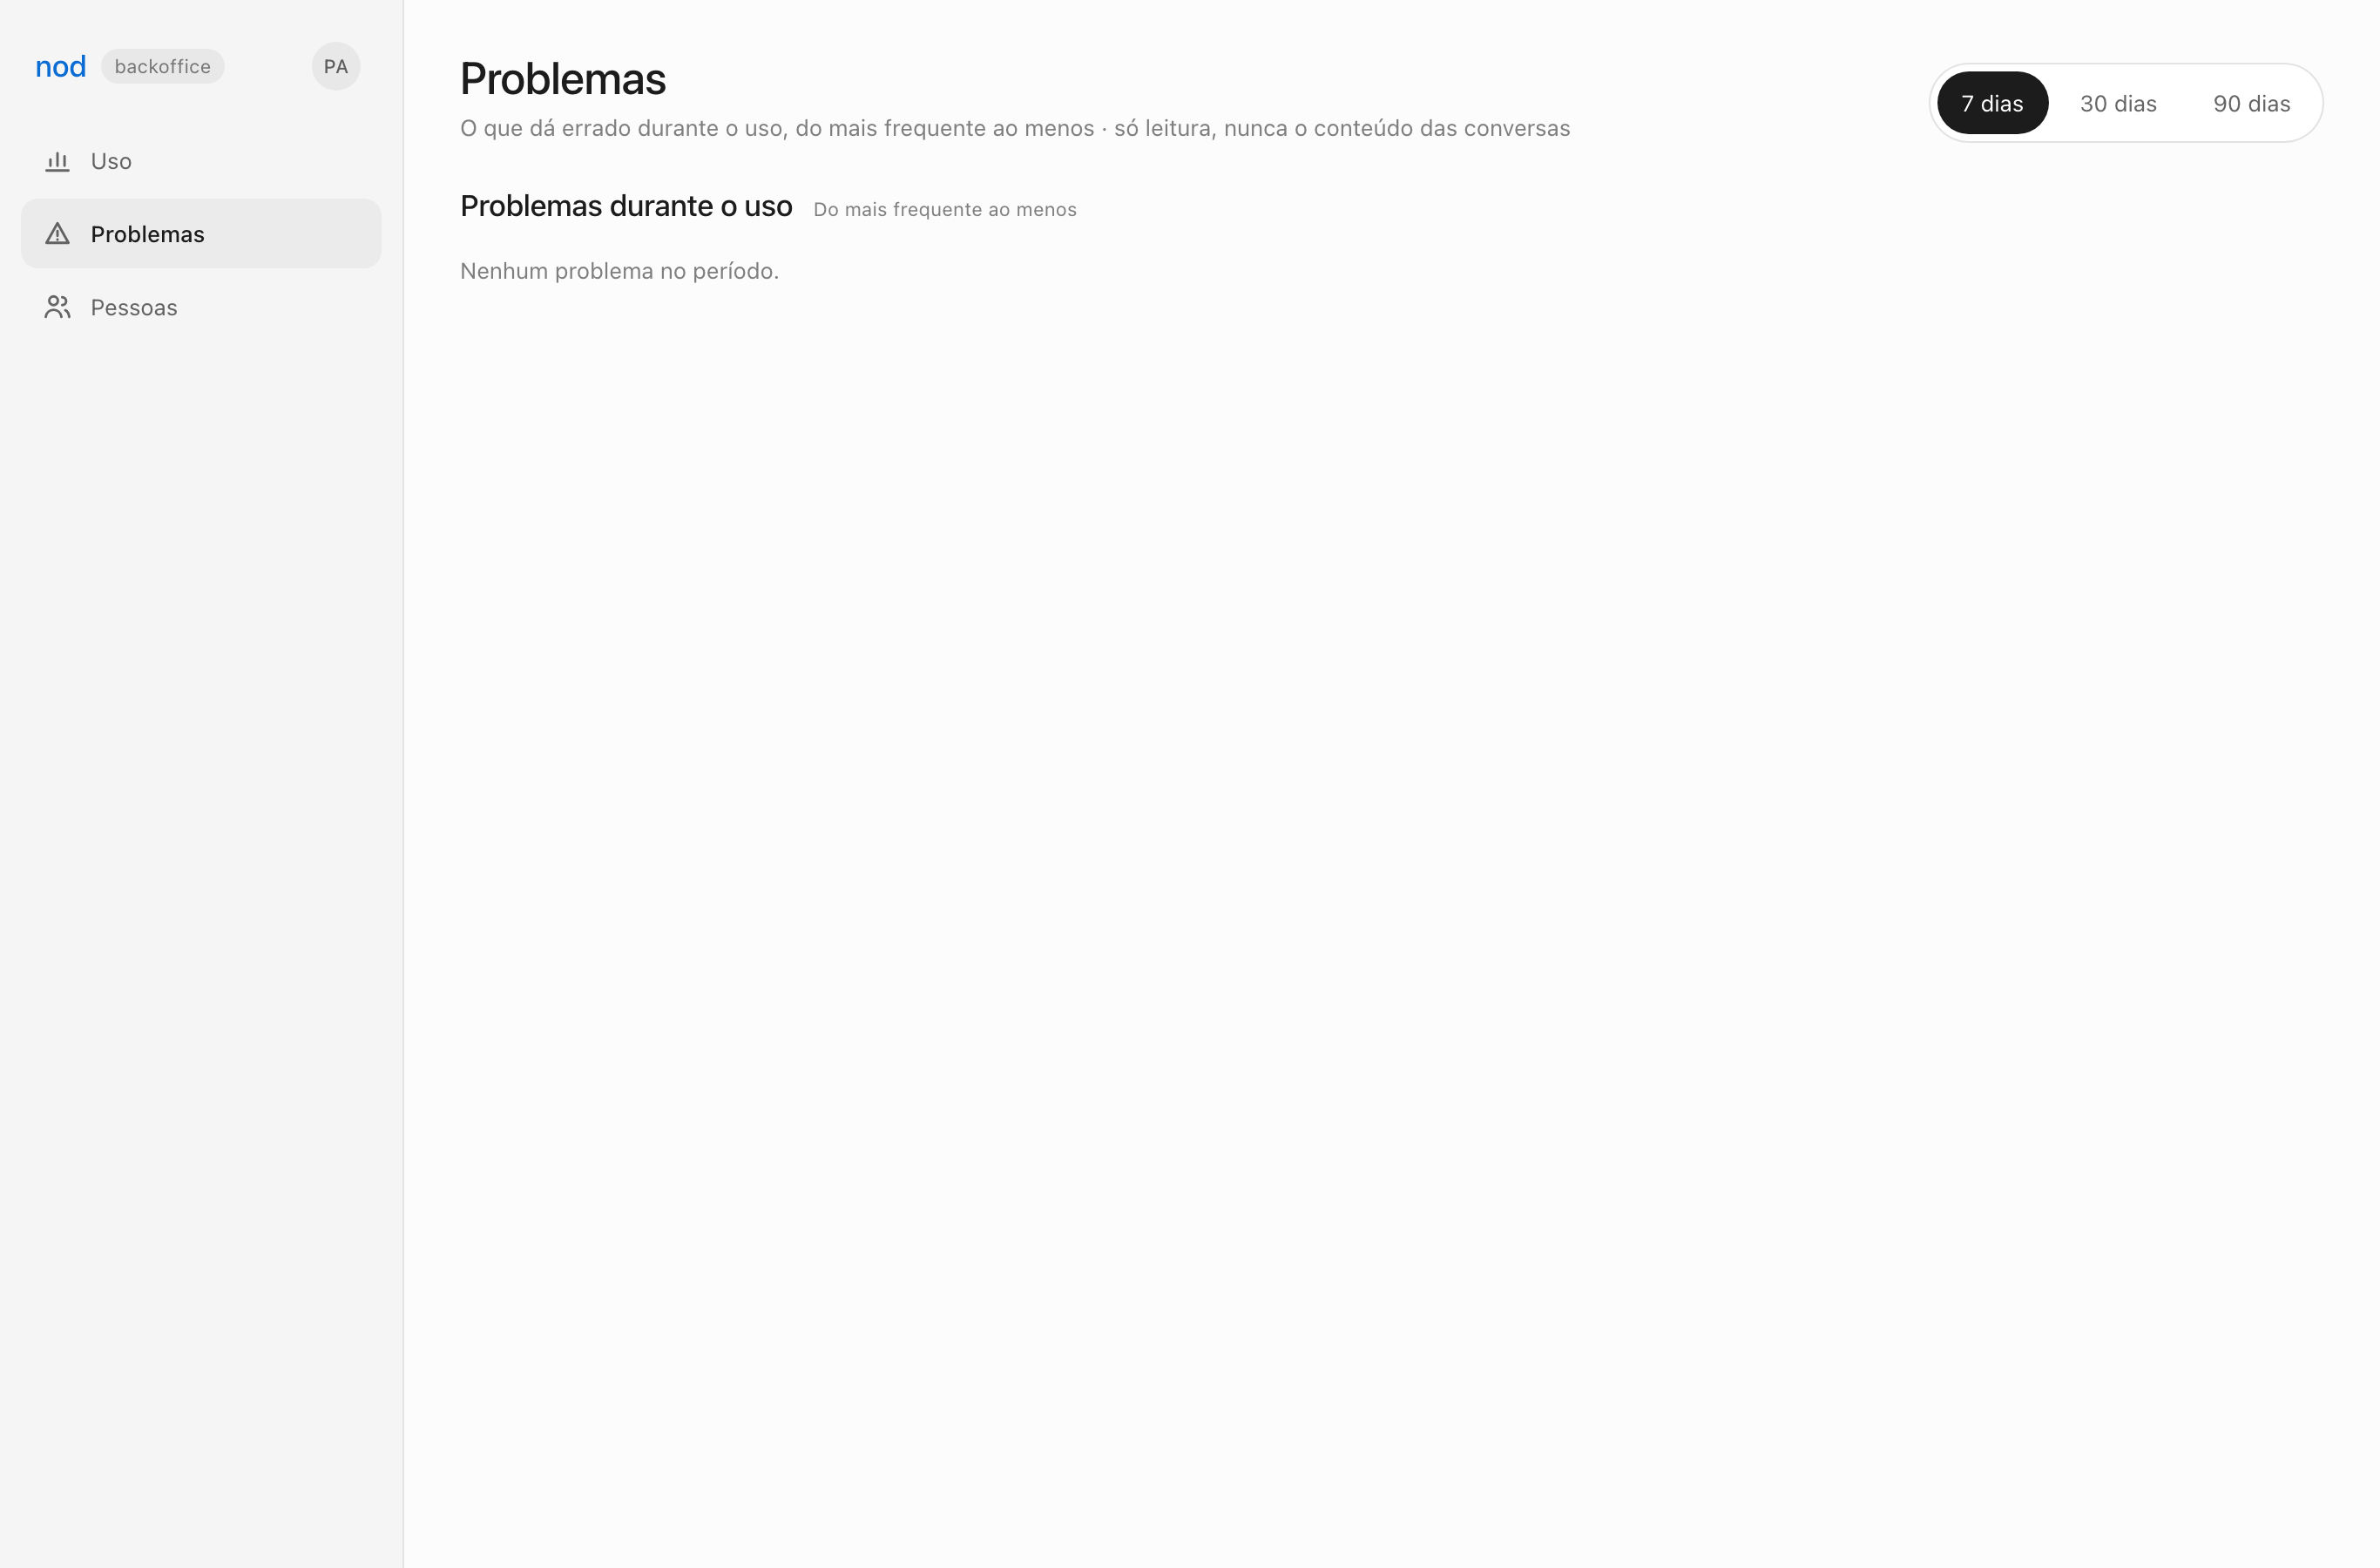 nod backoffice PA
Uso
Problemas
Pessoas
Problemas
O que dá errado durante o uso, do mais frequente ao menos · só leitura, nunca o conteúdo das conversas
7 dias 30 dias 90 dias
Problemas durante o uso Do mais frequente ao menos
Nenhum problema no período.